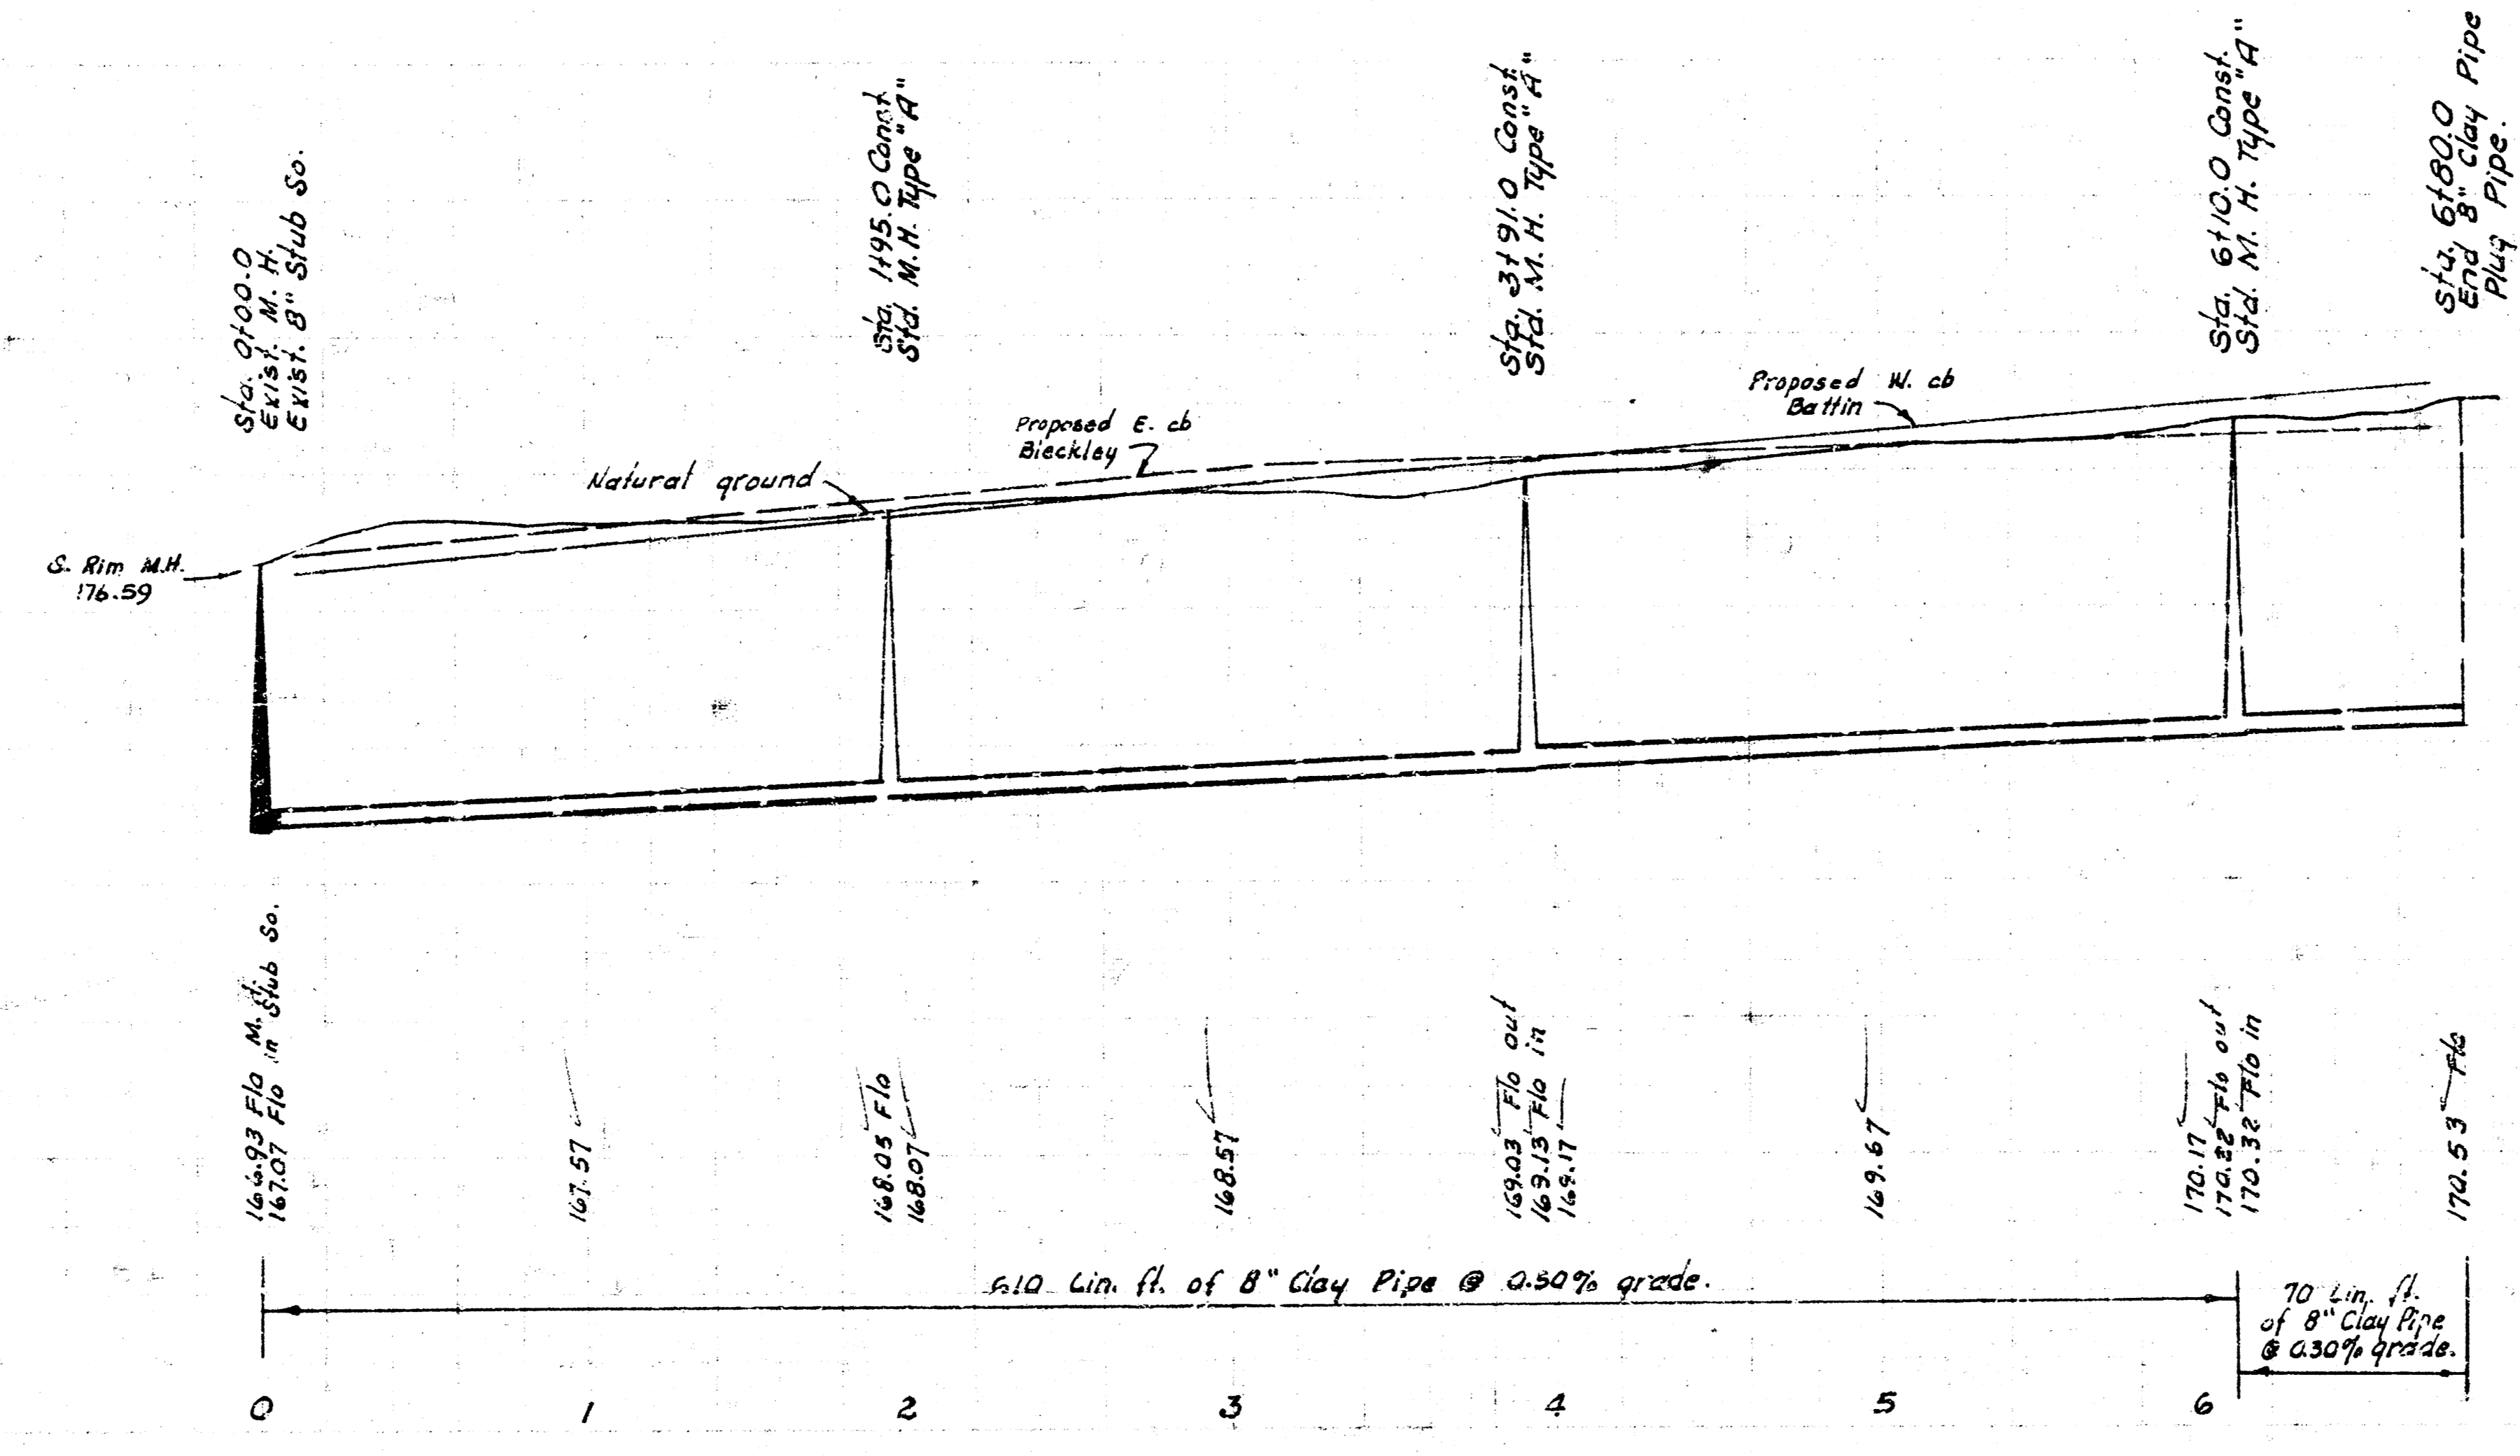 Sta. 0+00.0
Exist. M. H.
Exist. 8" Stub So.
Sta. 1+95.0 Const.
Std. M.H. Type "A"
Sta. 3+91.0 Const.
Std. M.H. Type "A"
Sta. 6+10.0 Const.
Std. M. H. Type "A"
Sta. 6+80.0
End 8" Clay Pipe
Plug Pipe.
Proposed W. cb
Battin
Proposed E. cb
Bleckley
Natural ground
S. Rim M.H.
176.59
166.93 Flo M.H.
167.07 Flo in Stub So.
167.57
168.05 Flo
168.07
168.57
169.03 Flo out
169.13 Flo in
169.17
169.67
170.17
170.22 Flo out
170.32 Flo in
170.53 Flo
610 Lin. ft. of 8" Clay Pipe @ 0.50% grade.
70 Lin. ft.
of 8" Clay Pipe
@ 0.30% grade.
0 1 2 3 4 5 6